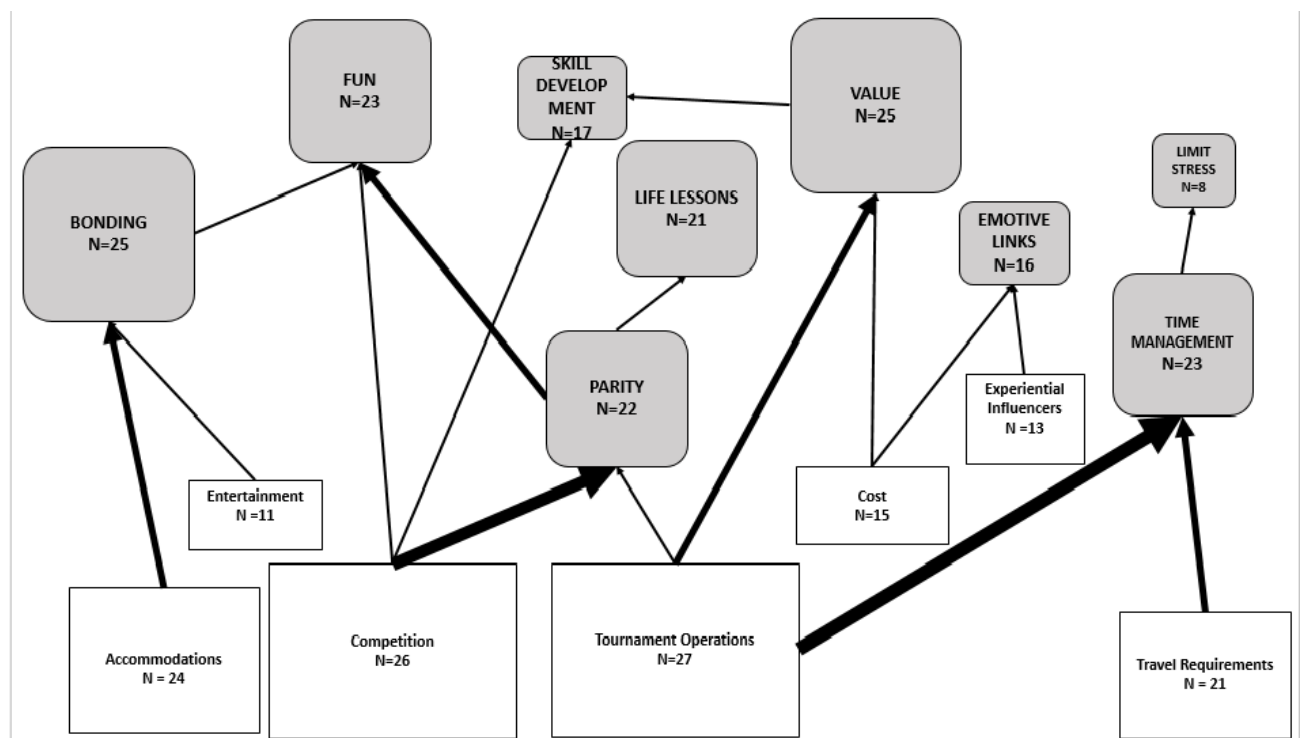 FUN
N=23
SKILL
DEVELOP
MENT
N=17
VALUE
N=25
LIMIT
STRESS
N=8
BONDING
N=25
LIFE LESSONS
N=21
EMOTIVE
LINKS
N=16
TIME
MANAGEMENT
N=23
PARITY
N=22
Experiential
Influencers
N =13
Entertainment
N =11
Cost
N=15
Accommodations
N = 24
Competition
N=26
Tournament Operations
N=27
Travel Requirements
N = 21